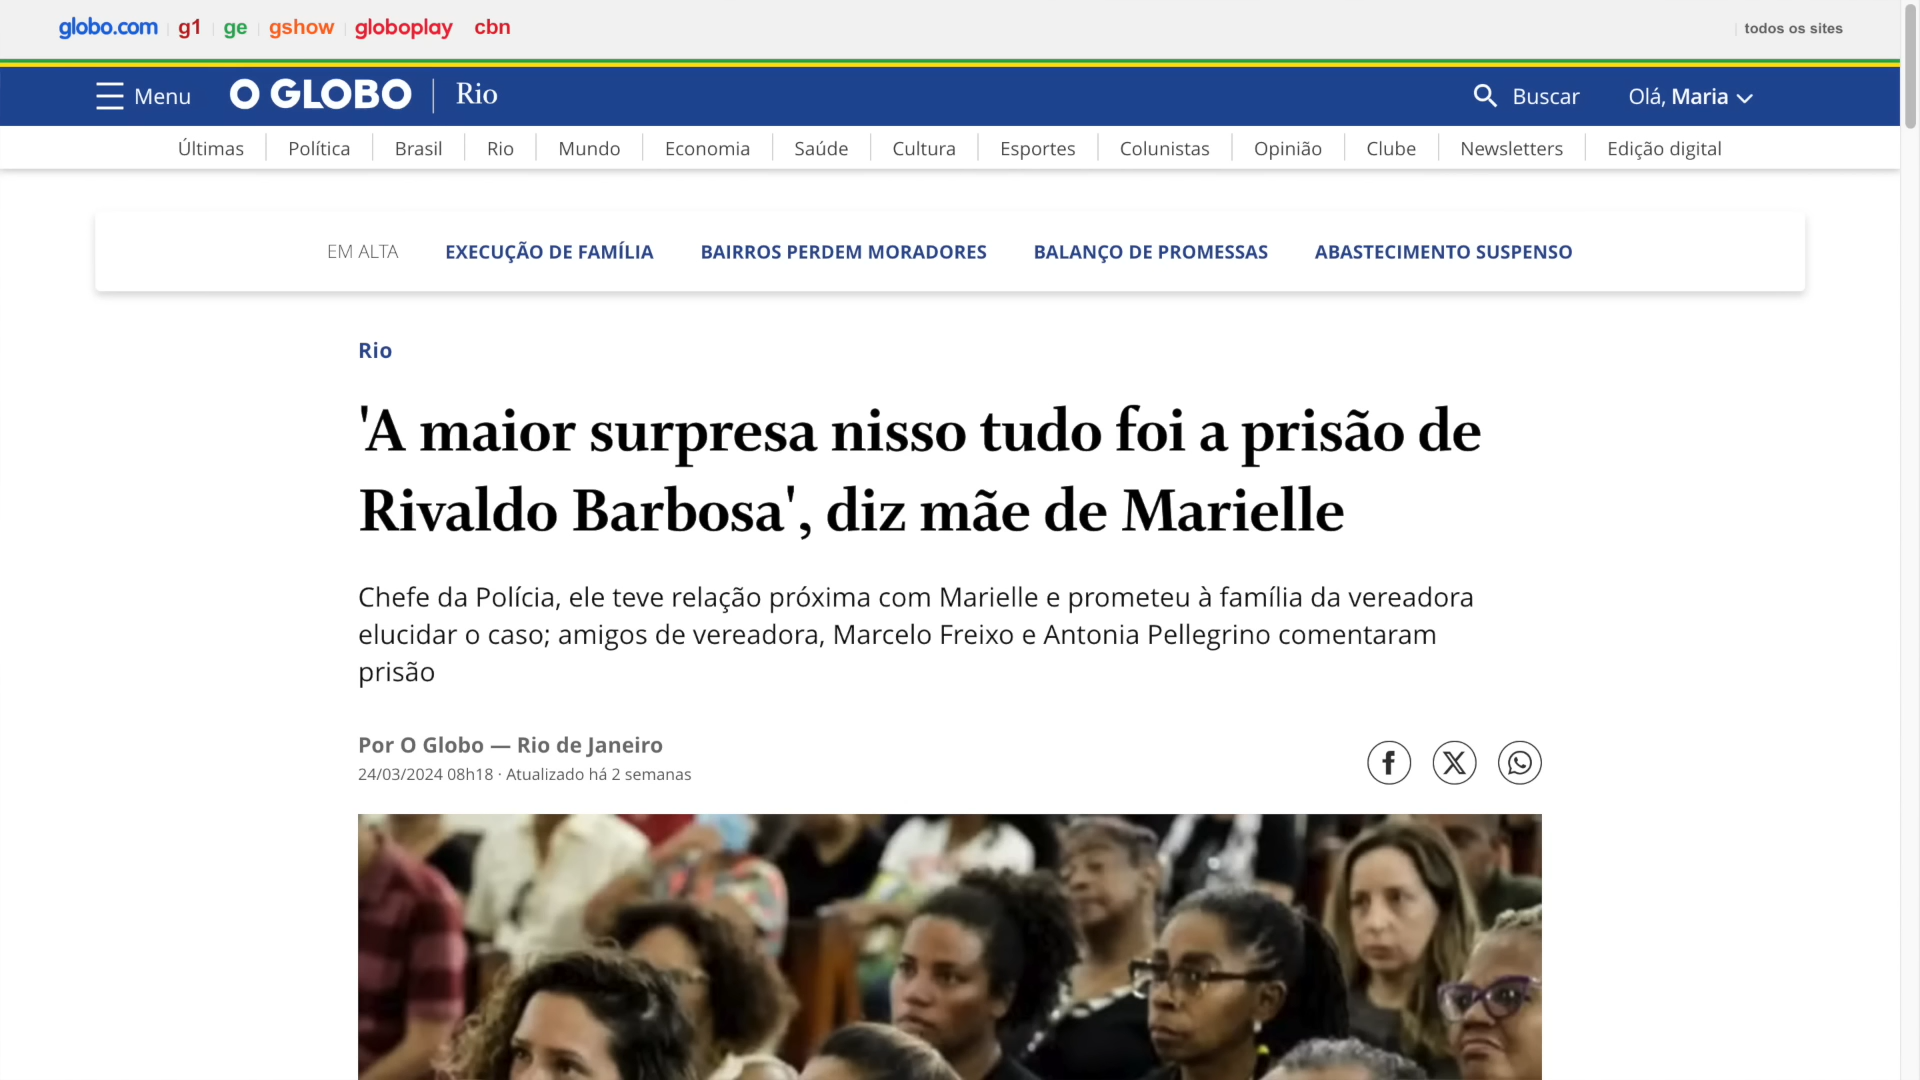 globo.com g1 ge gshow globoplay cbn todos os sites
Menu O GLOBO Rio Buscar Olá, Maria
Últimas Política Brasil Rio Mundo Economia Saúde Cultura Esportes Colunistas Opinião Clube Newsletters Edição digital
EM ALTA EXECUÇÃO DE FAMÍLIA BAIRROS PERDEM MORADORES BALANÇO DE PROMESSAS ABASTECIMENTO SUSPENSO
Rio
'A maior surpresa nisso tudo foi a prisão de
Rivaldo Barbosa', diz mãe de Marielle
Chefe da Polícia, ele teve relação próxima com Marielle e prometeu à família da vereadora
elucidar o caso; amigos de vereadora, Marcelo Freixo e Antonia Pellegrino comentaram
prisão
Por O Globo — Rio de Janeiro
24/03/2024 08h18 · Atualizado há 2 semanas